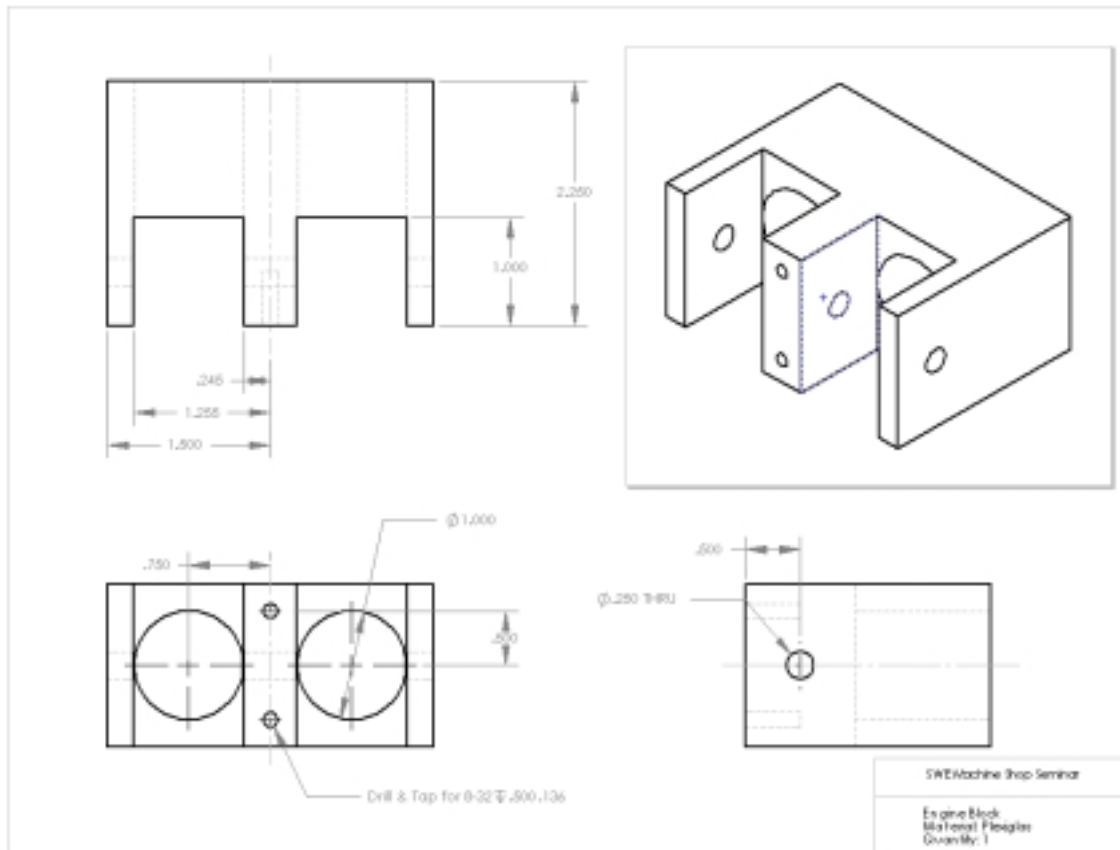 2.250
1.000
.245
1.255
1.500
Ø1.000
.750
.500
Drill & Tap for 8-32 ↧ .500
.500
Ø.250 THRU
SWE Machine Shop Seminar
Engine Block
Material: Plexiglas
Quantity: 1